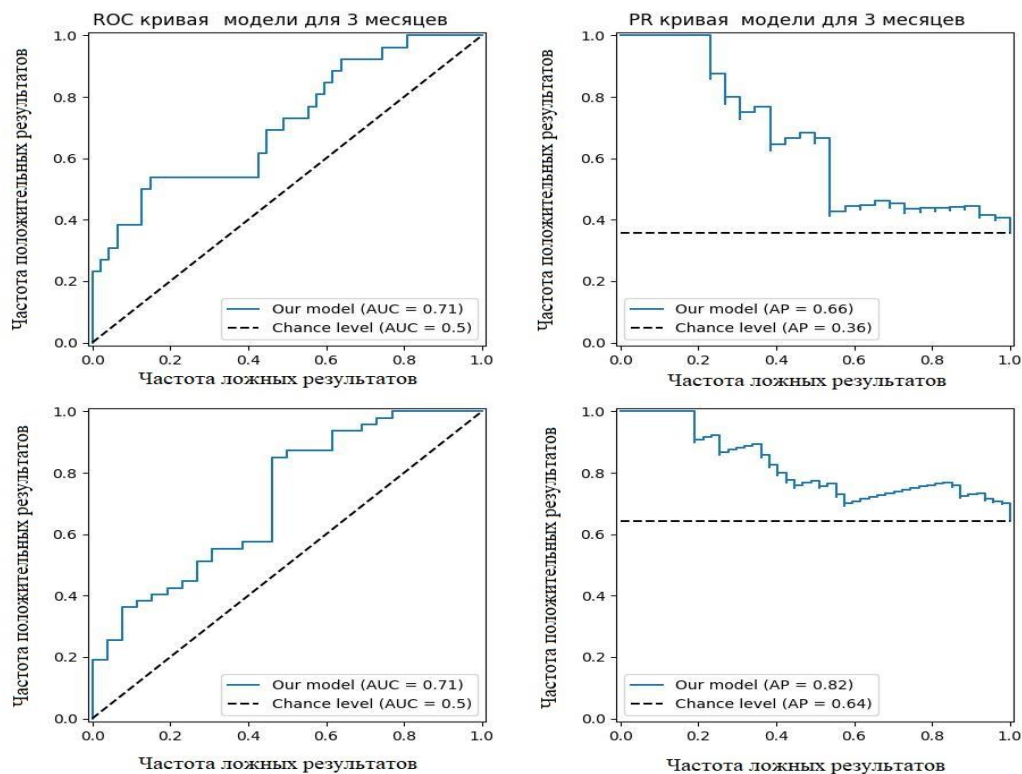 ROC кривая модели для 3 месяцев
Частота положительных результатов
1.0
0.8
0.6
0.4
0.2
0.0
Our model (AUC = 0.71)
Chance level (AUC = 0.5)
0.0 0.2 0.4 0.6 0.8 1.0
Частота ложных результатов
PR кривая модели для 3 месяцев
Частота положительных результатов
1.0
0.8
0.6
0.4
0.2
0.0
Our model (AP = 0.66)
Chance level (AP = 0.36)
0.0 0.2 0.4 0.6 0.8 1.0
Частота ложных результатов
Частота положительных результатов
1.0
0.8
0.6
0.4
0.2
0.0
Our model (AUC = 0.71)
Chance level (AUC = 0.5)
0.0 0.2 0.4 0.6 0.8 1.0
Частота ложных результатов
Частота положительных результатов
1.0
0.8
0.6
0.4
0.2
0.0
Our model (AP = 0.82)
Chance level (AP = 0.64)
0.0 0.2 0.4 0.6 0.8 1.0
Частота ложных результатов